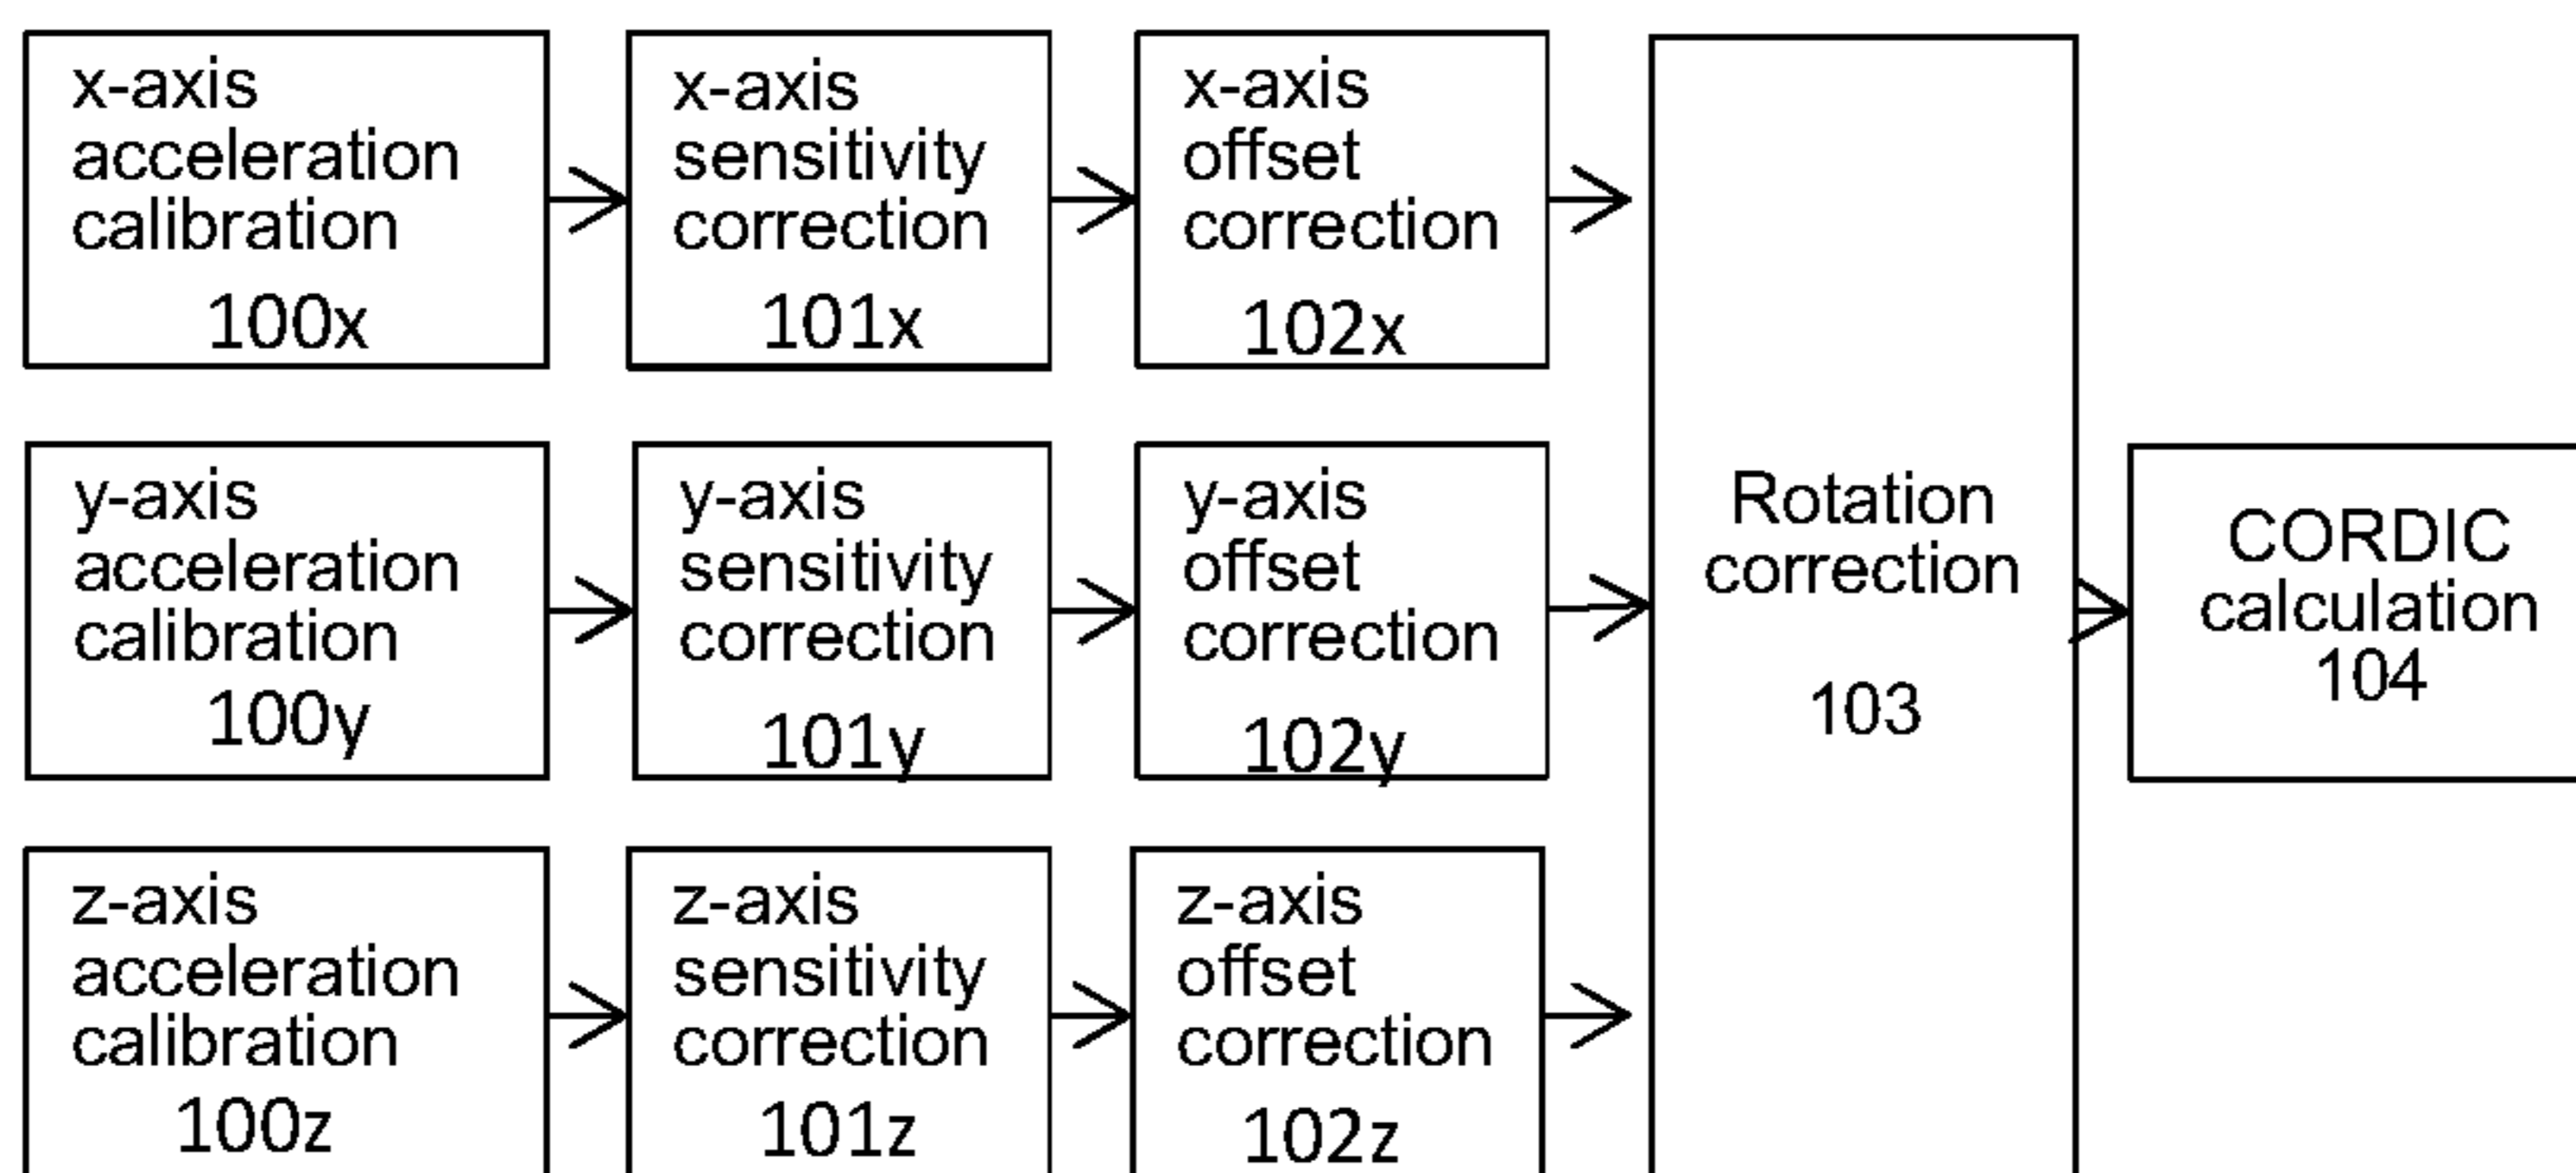 x-axis
acceleration
calibration
100x
x-axis
sensitivity
correction
101x
x-axis
offset
correction
102x
y-axis
acceleration
calibration
100y
y-axis
sensitivity
correction
101y
y-axis
offset
correction
102y
z-axis
acceleration
calibration
100z
z-axis
sensitivity
correction
101z
z-axis
offset
correction
102z
Rotation
correction
103
CORDIC
calculation
104